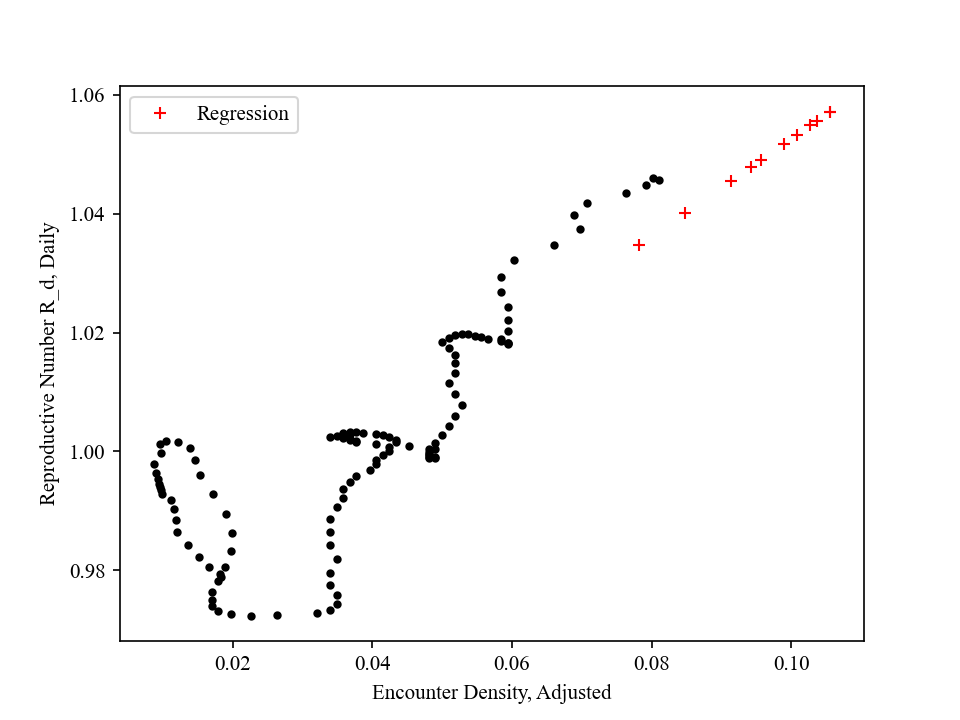 Regression
1.06
1.04
1.02
1.00
0.98
Reproductive Number R_d, Daily
0.02 0.04 0.06 0.08 0.10
Encounter Density, Adjusted